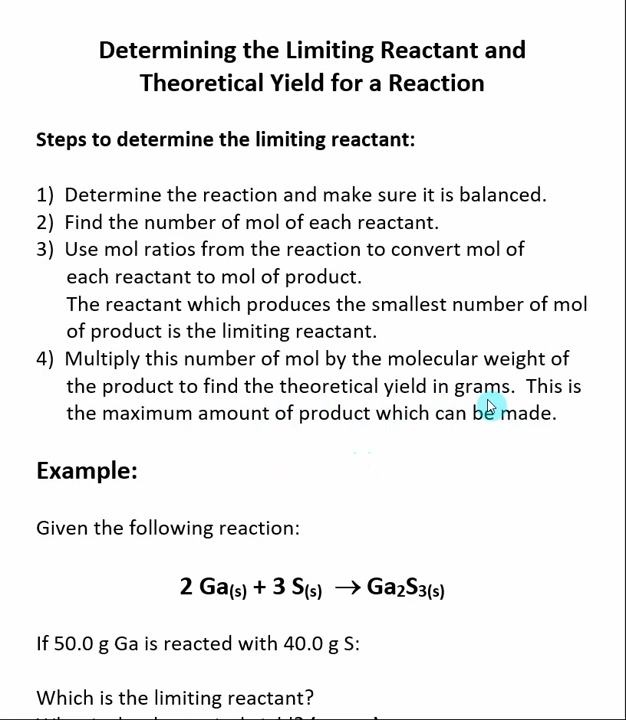 Determining the Limiting Reactant and
Theoretical Yield for a Reaction
Steps to determine the limiting reactant:
1) Determine the reaction and make sure it is balanced.
2) Find the number of mol of each reactant.
3) Use mol ratios from the reaction to convert mol of
each reactant to mol of product.
The reactant which produces the smallest number of mol
of product is the limiting reactant.
4) Multiply this number of mol by the molecular weight of
the product to find the theoretical yield in grams. This is
the maximum amount of product which can be made.
Example:
Given the following reaction:
2 Ga(s) + 3 S(s) → Ga2S3(s)
If 50.0 g Ga is reacted with 40.0 g S:
Which is the limiting reactant?